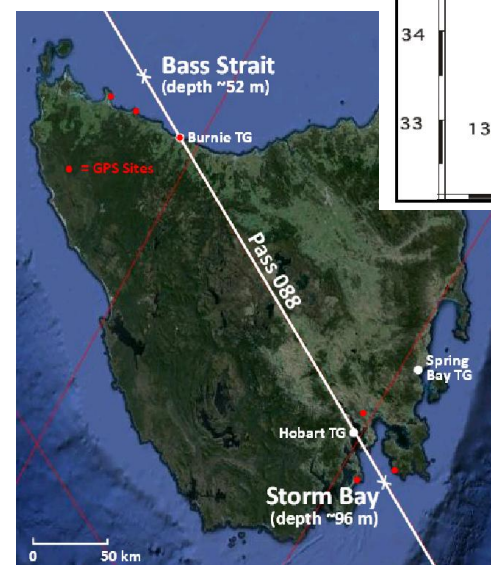 34
33
13
Bass Strait
(depth ~52 m)
Burnie TG
= GPS Sites
Pass 088
Spring
Bay TG
Hobart TG
Storm Bay
(depth ~96 m)
0 50 km